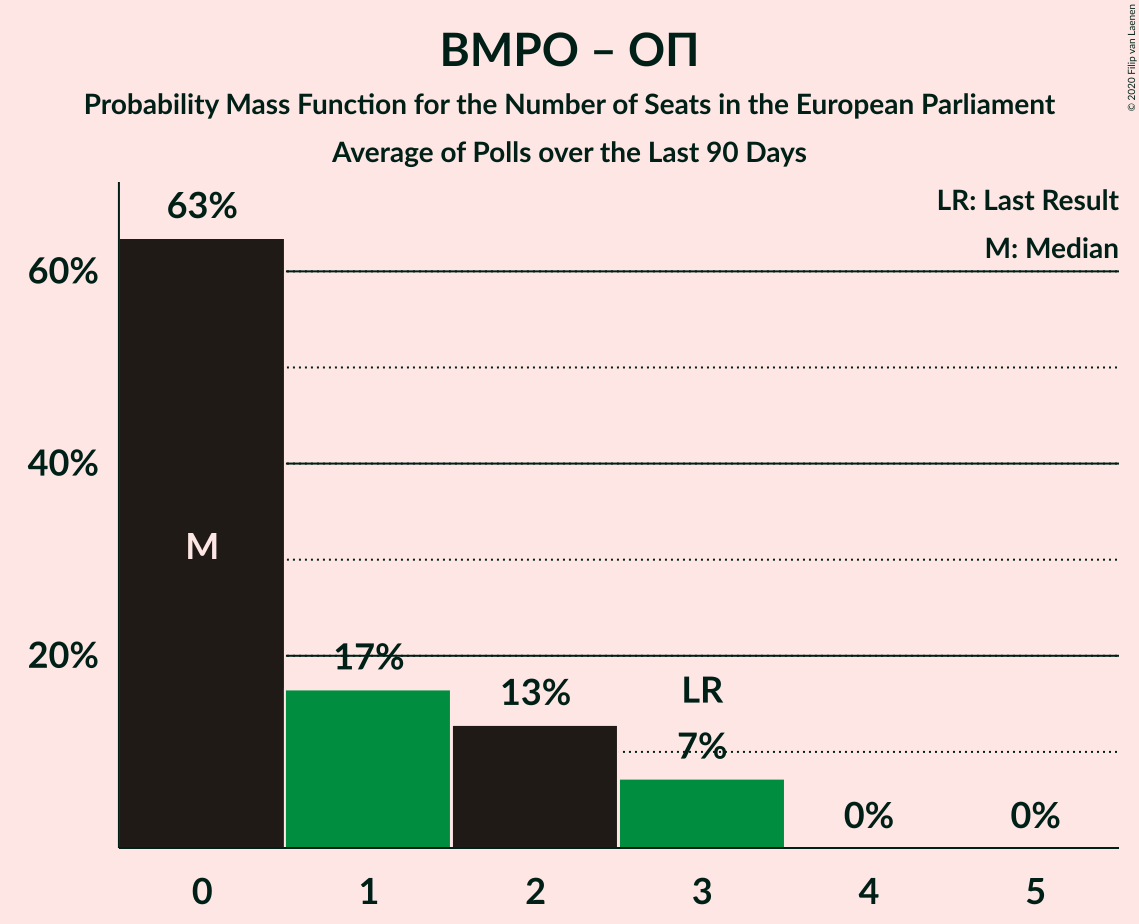 ВМРО – ОП
Probability Mass Function for the Number of Seats in the European Parliament
Average of Polls over the Last 90 Days
© 2020 Filip van Laenen
LR: Last Result
M: Median
63%
60%
40%
M
20%
17%
13%
LR
7%
0%
0%
0 1 2 3 4 5